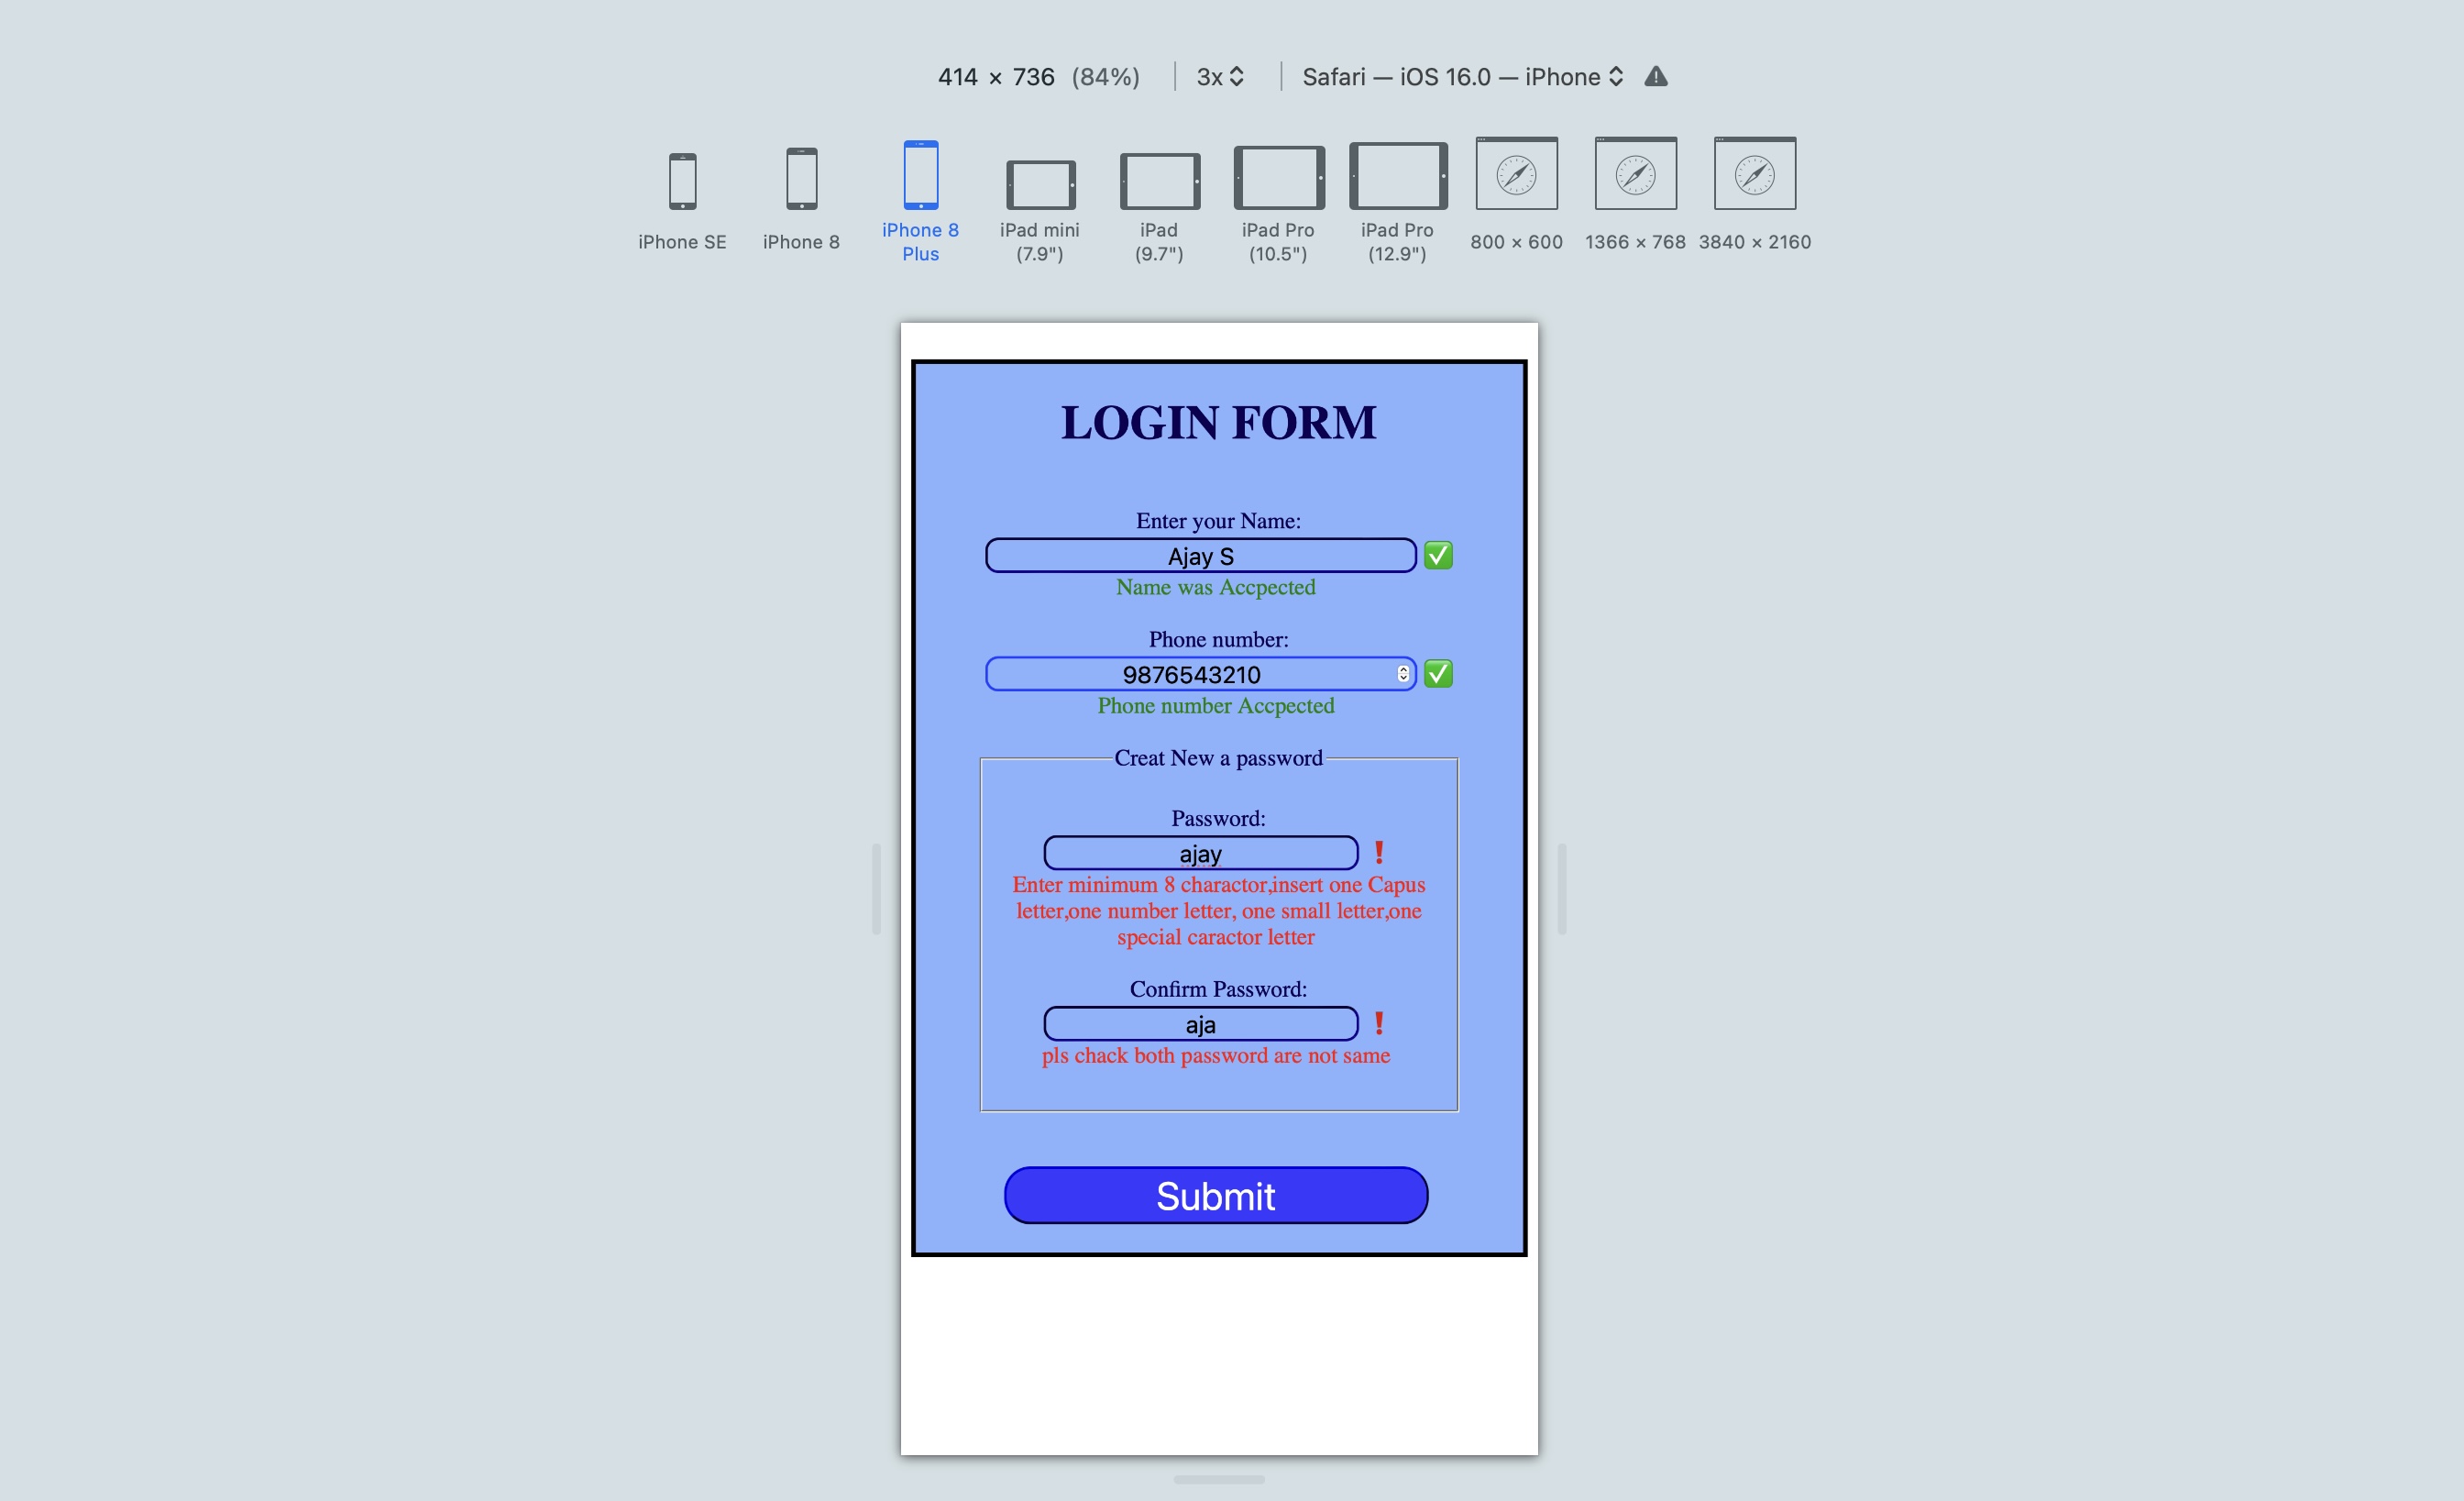 414 × 736 (84%) 3x Safari — iOS 16.0 — iPhone
iPhone SE
iPhone 8
iPhone 8
Plus
iPad mini
(7.9")
iPad
(9.7")
iPad Pro
(10.5")
iPad Pro
(12.9")
800 × 600
1366 × 768
3840 × 2160
LOGIN FORM
Enter your Name:
Ajay S
Name was Accpected
Phone number:
9876543210
Phone number Accpected
Creat New a password
Password:
ajay
Enter minimum 8 charactor,insert one Capus
letter,one number letter, one small letter,one
special caractor letter
Confirm Password:
aja
pls chack both password are not same
Submit